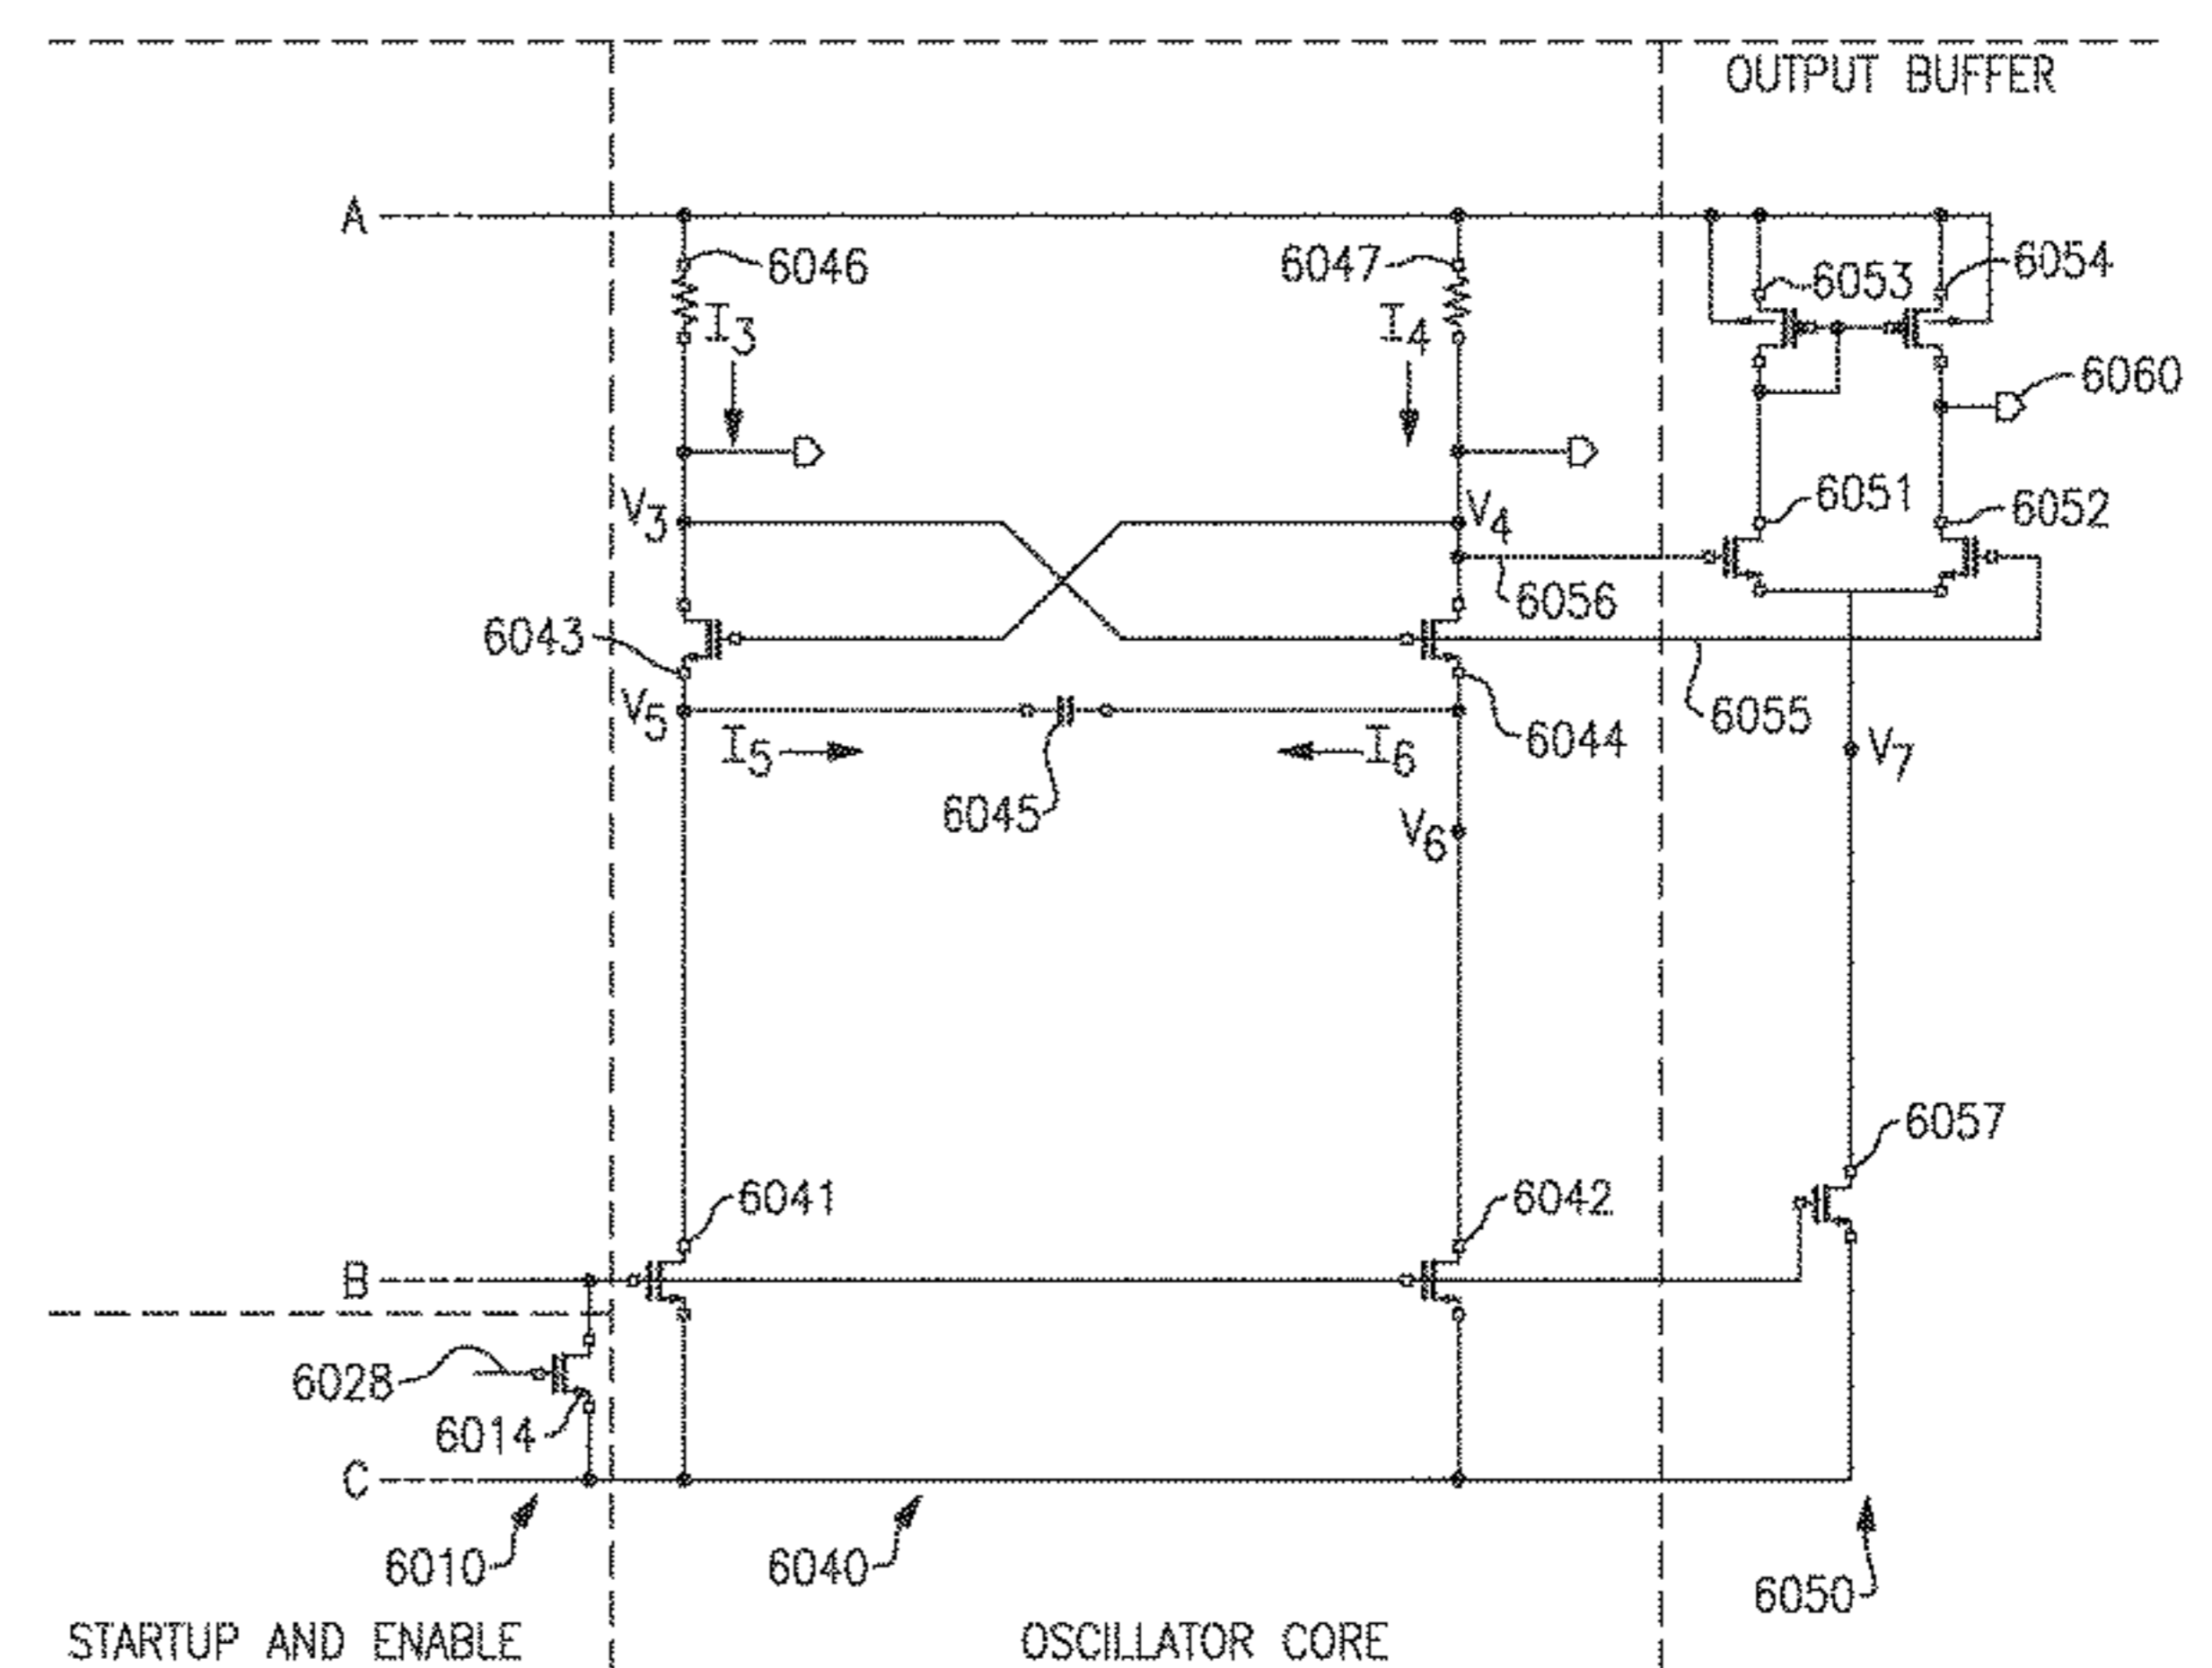 OUTPUT BUFFER
A
6046
6047
6053
6054
I3
I4
6060
V3
V4
6051
6052
6056
6043
V5
6055
6044
I5
I6
V7
6045
V6
6057
6041
6042
B
6028
6014
C
6010
6040
6050
STARTUP AND ENABLE
OSCILLATOR CORE